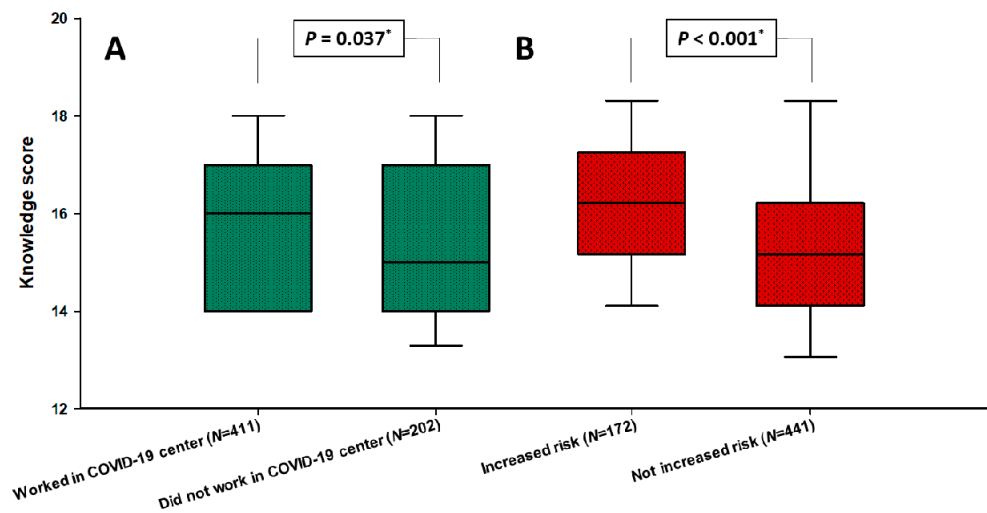 A
P = 0.037*
B
P < 0.001*
Knowledge score
20
18
16
14
12
Worked in COVID-19 center (N=411)
Did not work in COVID-19 center (N=202)
Increased risk (N=172)
Not increased risk (N=441)